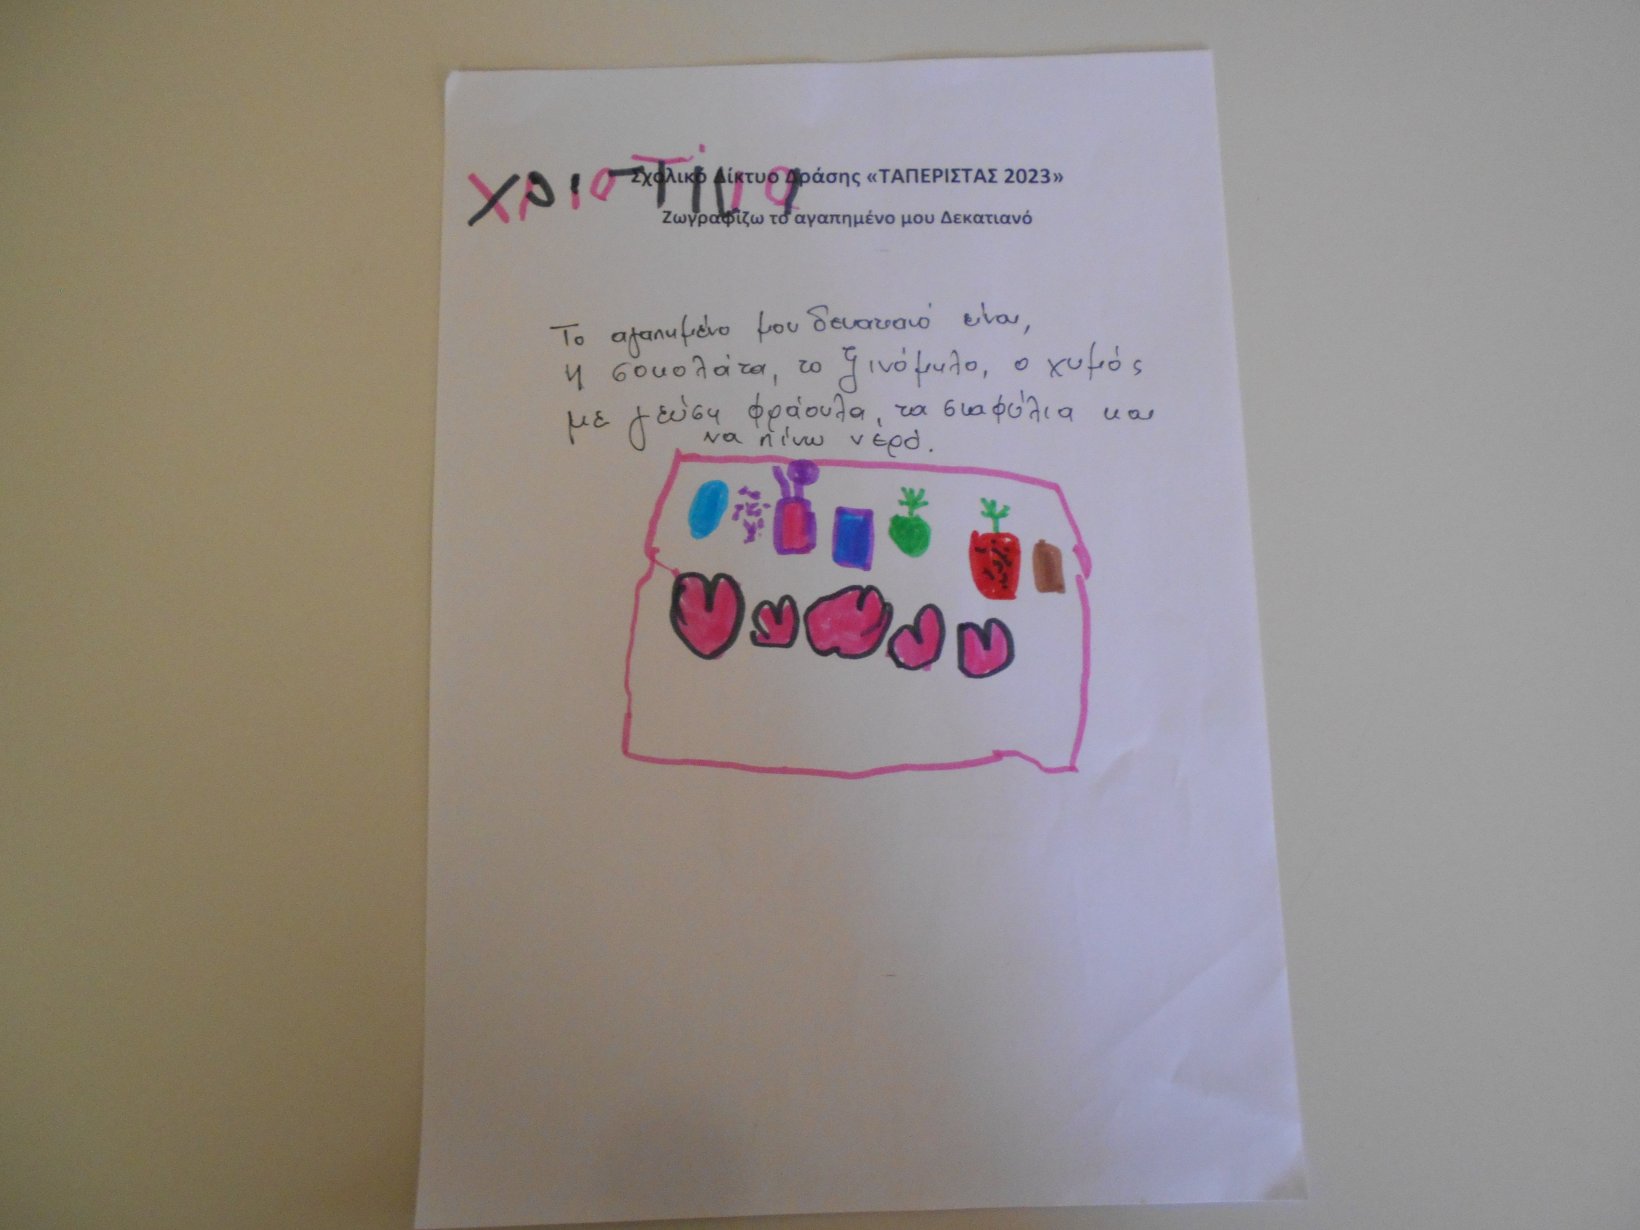 Χριστίνα
Σχολικό Δίκτυο Δράσης «ΤΑΠΕΡΙΣΤΑΣ 2023»
Ζωγραφίζω το αγαπημένο μου Δεκατιανό
Το αγαπημένο μου δεκατιανό είναι,
η σοκολάτα, το ξινόμηλο, ο χυμός
με γεύση φράουλα, τα σταφύλια και
να πίνω νερό.